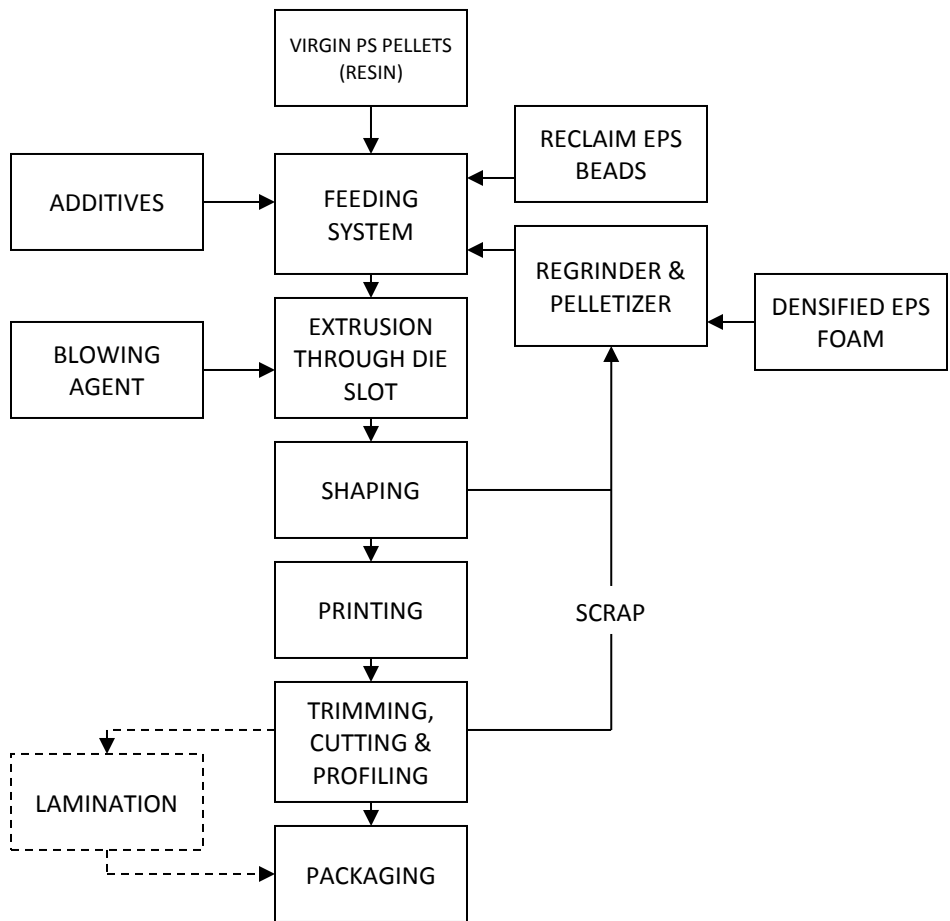 VIRGIN PS PELLETS
(RESIN)
RECLAIM EPS
BEADS
ADDITIVES
FEEDING
SYSTEM
REGRINDER &
PELLETIZER
DENSIFIED EPS
FOAM
BLOWING
AGENT
EXTRUSION
THROUGH DIE
SLOT
SHAPING
PRINTING
SCRAP
TRIMMING,
CUTTING &
PROFILING
LAMINATION
PACKAGING